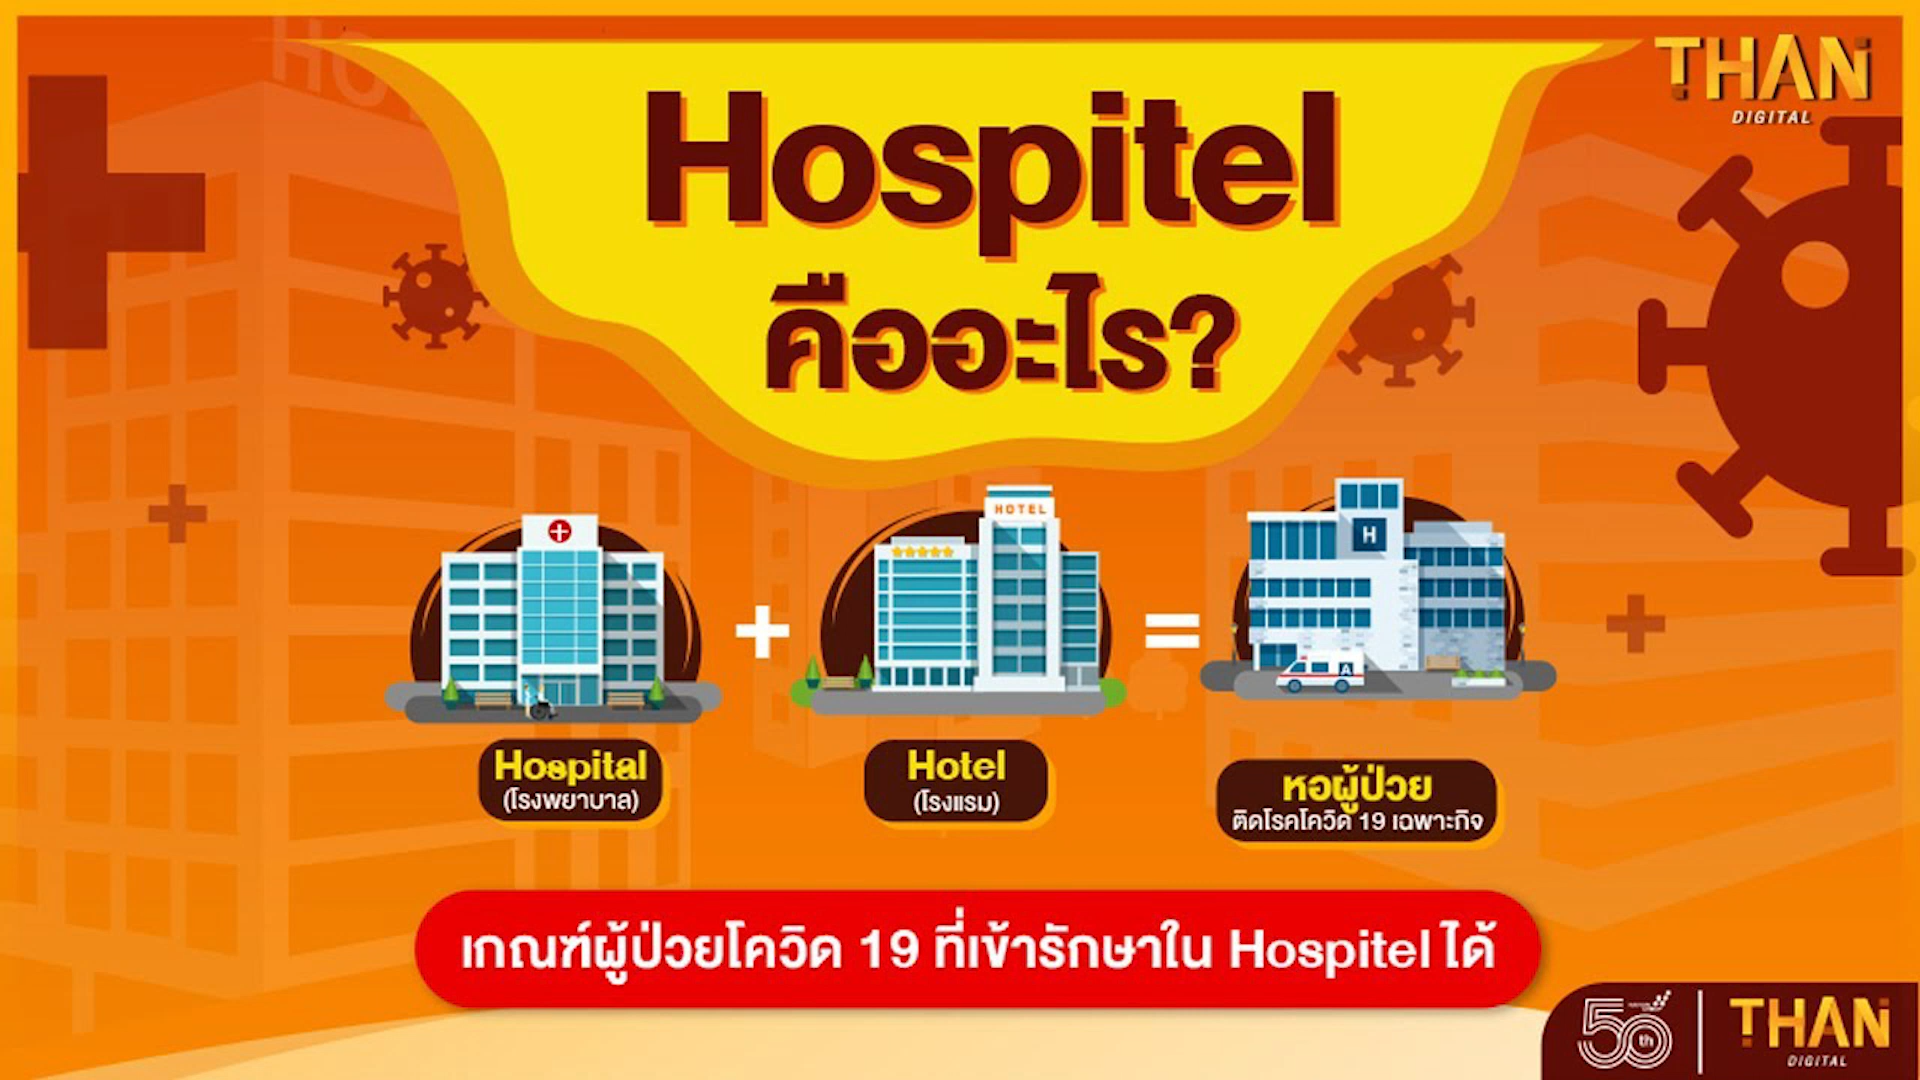 THAN
DIGITAL
Hospitel
คืออะไร?
HOTEL
H
A
Hospital
(โรงพยาบาล)
Hotel
(โรงแรม)
หอผู้ป่วย
ติดโรคโควิด 19 เฉพาะกิจ
เกณฑ์ผู้ป่วยโควิด 19 ที่เข้ารักษาใน Hospitel ได้
50th
THAN
DIGITAL